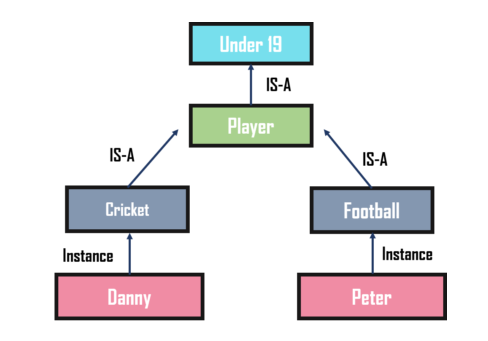 Under 19
IS-A
Player
IS-A
IS-A
Cricket
Football
Instance
Instance
Danny
Peter